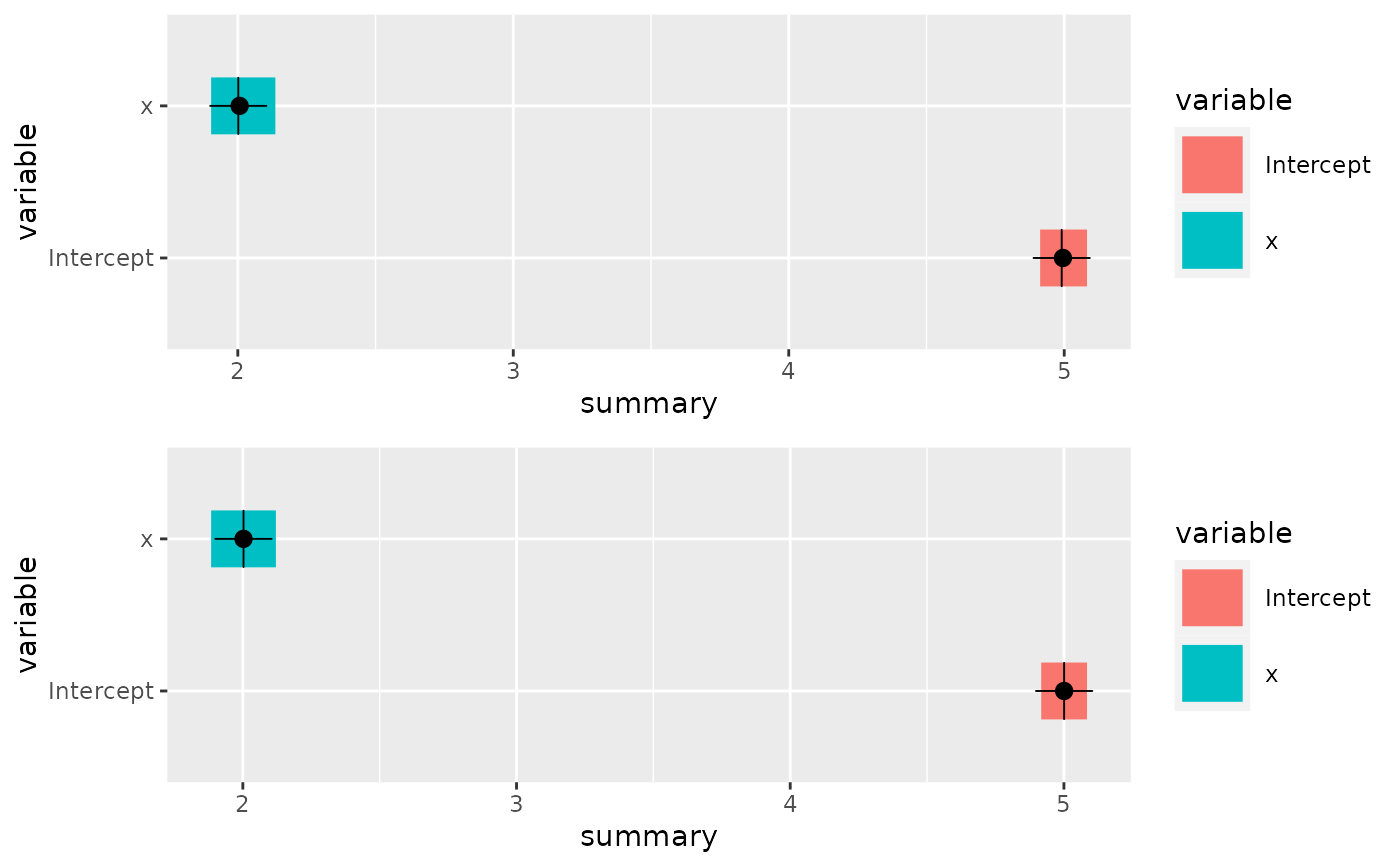 variable
x
Intercept
2 3 4 5
summary
variable
Intercept
x
variable
x
Intercept
2 3 4 5
summary
variable
Intercept
x